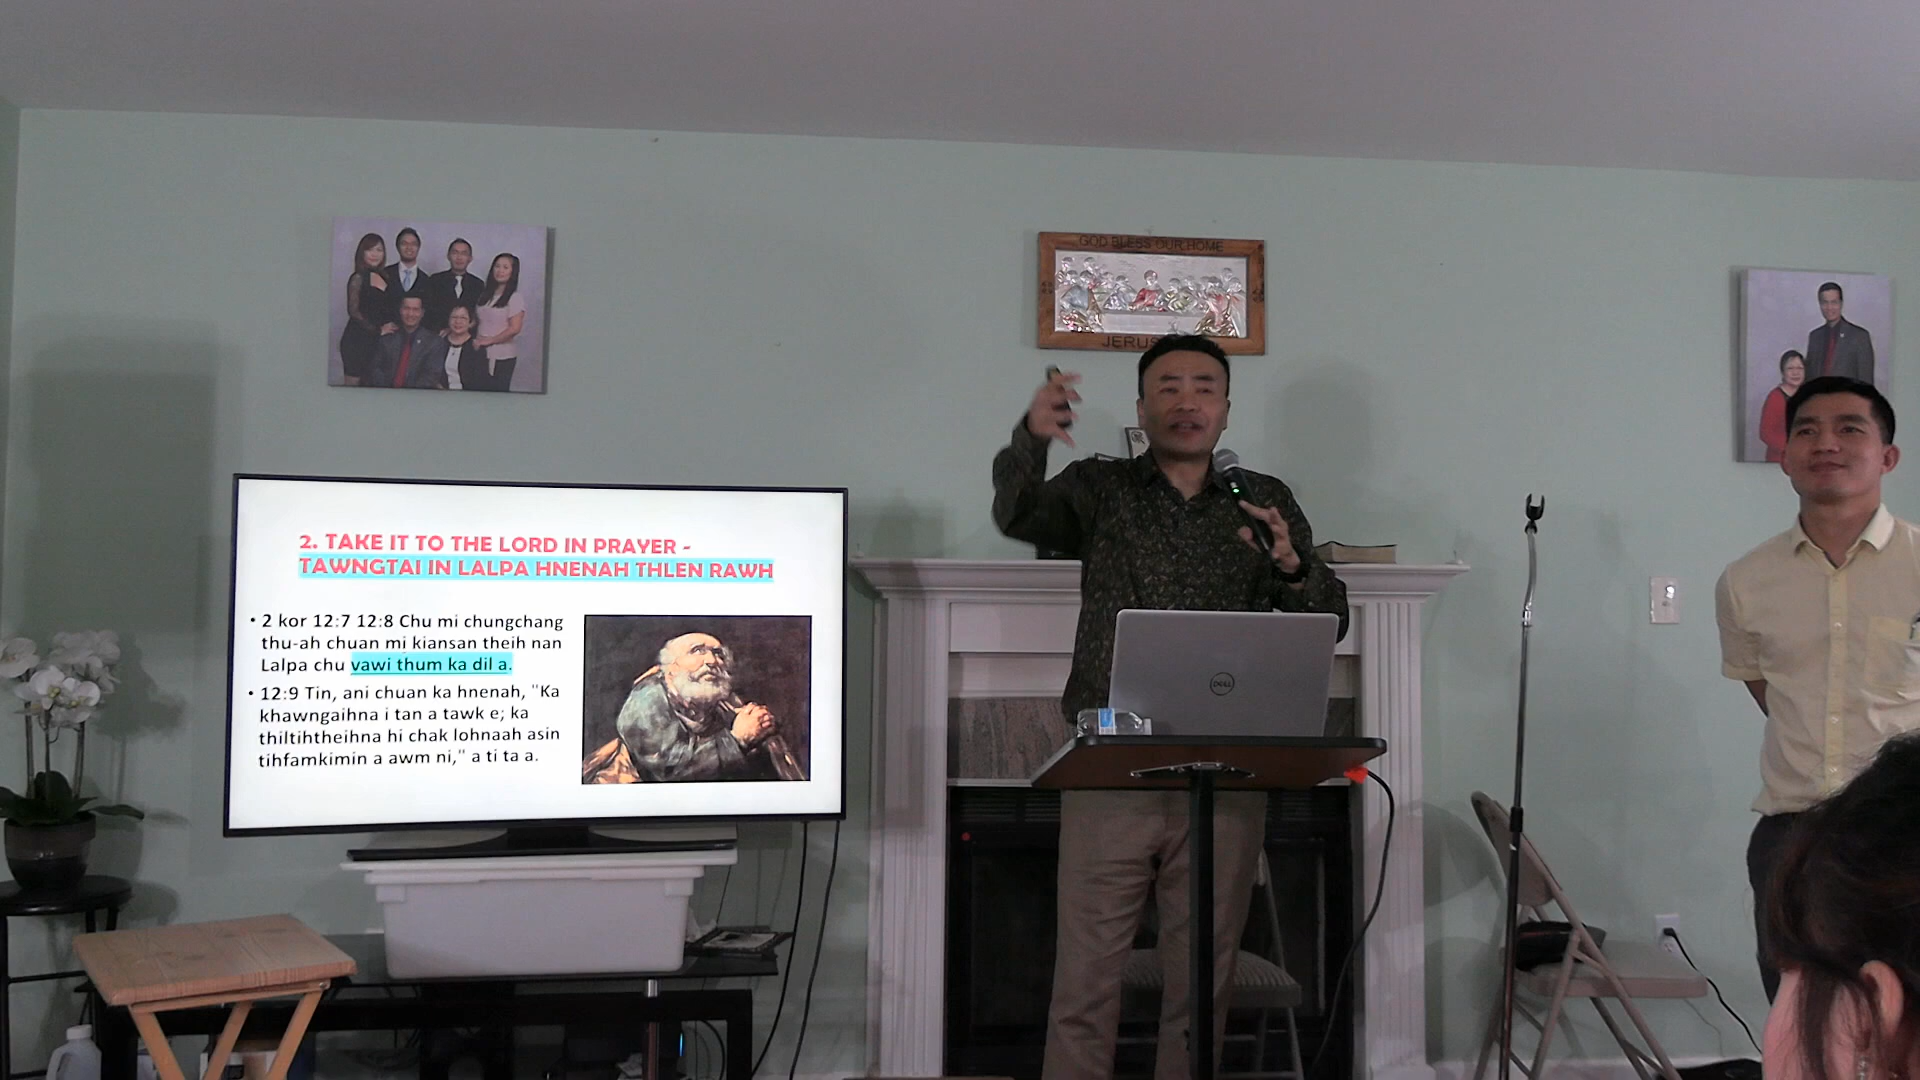 GOD BLESS OUR HOME
JERUS
2. TAKE IT TO THE LORD IN PRAYER -
TAWNGTAI IN LALPA HNENAH THLEN RAWH
• 2 kor 12:7 12:8 Chu mi chungchang
thu-ah chuan mi kiansan theih nan
Lalpa chu vawi thum ka dil a.
• 12:9 Tin, ani chuan ka hnenah, "Ka
khawngaihna i tan a tawk e; ka
thiltihtheihna hi chak lohnaah asin
tihfamkimin a awm ni," a ti ta a.
DELL